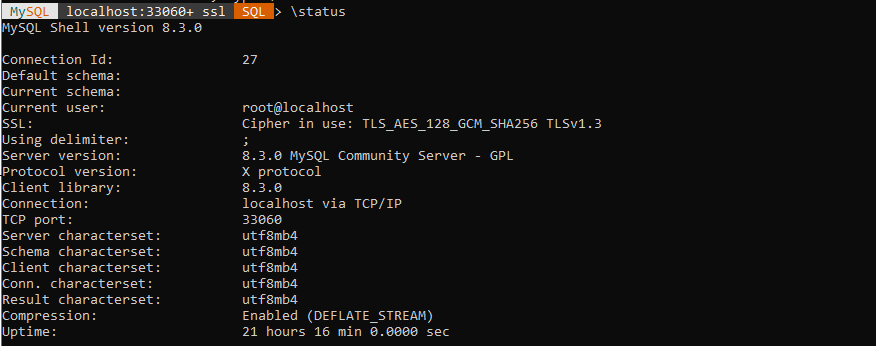 MySQL localhost:33060+ ssl SQL > \status
MySQL Shell version 8.3.0
Connection Id: 27
Default schema:
Current schema:
Current user: root@localhost
SSL: Cipher in use: TLS_AES_128_GCM_SHA256 TLSv1.3
Using delimiter: ;
Server version: 8.3.0 MySQL Community Server - GPL
Protocol version: X protocol
Client library: 8.3.0
Connection: localhost via TCP/IP
TCP port: 33060
Server characterset: utf8mb4
Schema characterset: utf8mb4
Client characterset: utf8mb4
Conn. characterset: utf8mb4
Result characterset: utf8mb4
Compression: Enabled (DEFLATE_STREAM)
Uptime: 21 hours 16 min 0.0000 sec